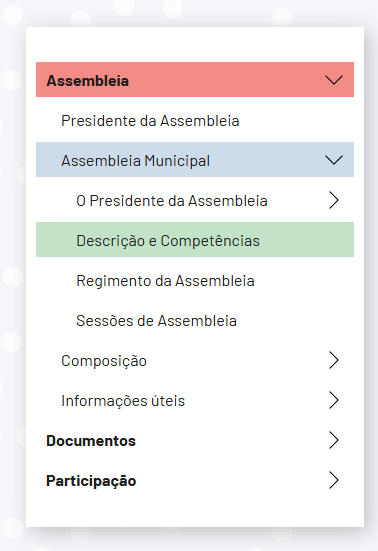 Assembleia
Presidente da Assembleia
Assembleia Municipal
O Presidente da Assembleia
Descrição e Competências
Regimento da Assembleia
Sessões de Assembleia
Composição
Informações úteis
Documentos
Participação